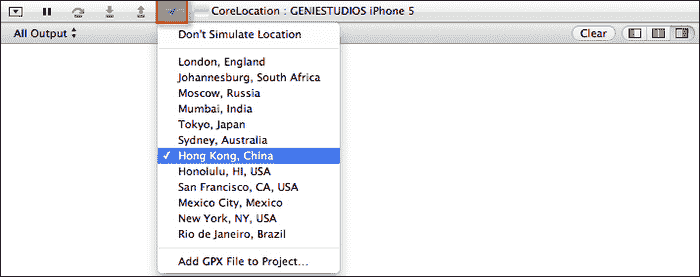 CoreLocation : GENIESTUDIOS iPhone 5
All Output
Clear
Don't Simulate Location
London, England
Johannesburg, South Africa
Moscow, Russia
Mumbai, India
Tokyo, Japan
Sydney, Australia
✓ Hong Kong, China
Honolulu, HI, USA
San Francisco, CA, USA
Mexico City, Mexico
New York, NY, USA
Rio de Janeiro, Brazil
Add GPX File to Project...